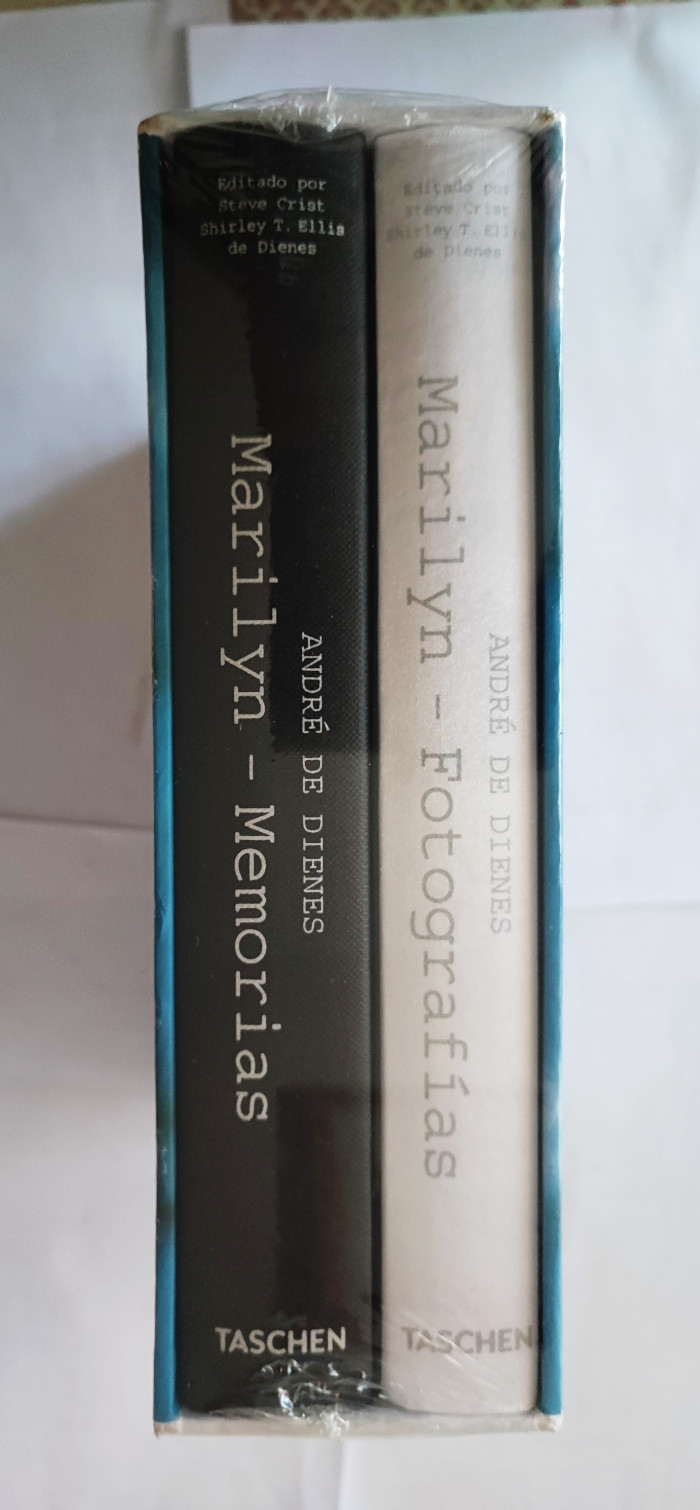 Editado por
Steve Crist
Shirley T. Ellis
de Dienes
ANDRÉ DE DIENES
Marilyn – Memorias
TASCHEN
Editado por
Steve Crist
Shirley T. Ellis
de Dienes
ANDRÉ DE DIENES
Marilyn – Fotografías
TASCHEN